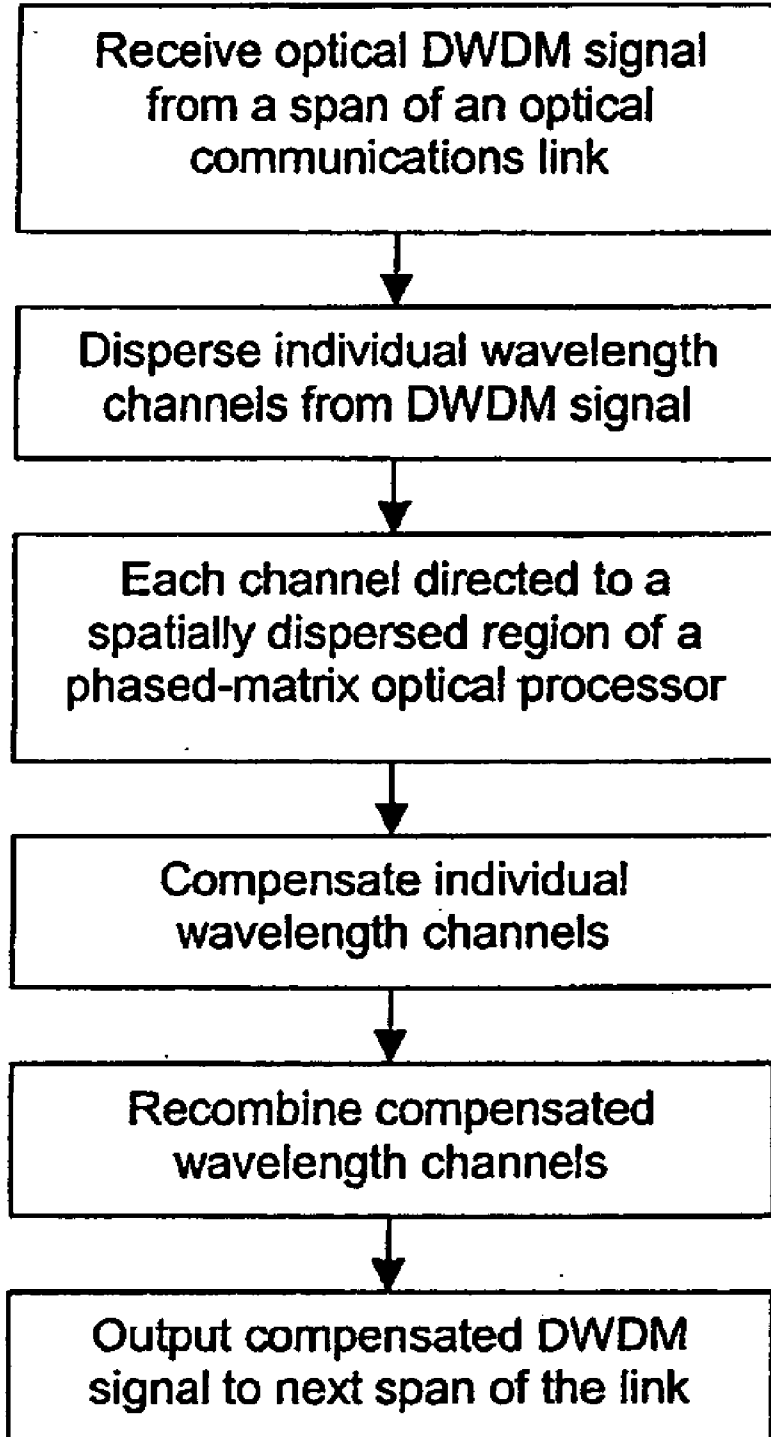 Receive optical DWDM signal
from a span of an optical
communications link
Disperse individual wavelength
channels from DWDM signal
Each channel directed to a
spatially dispersed region of a
phased-matrix optical processor
Compensate individual
wavelength channels
Recombine compensated
wavelength channels
Output compensated DWDM
signal to next span of the link